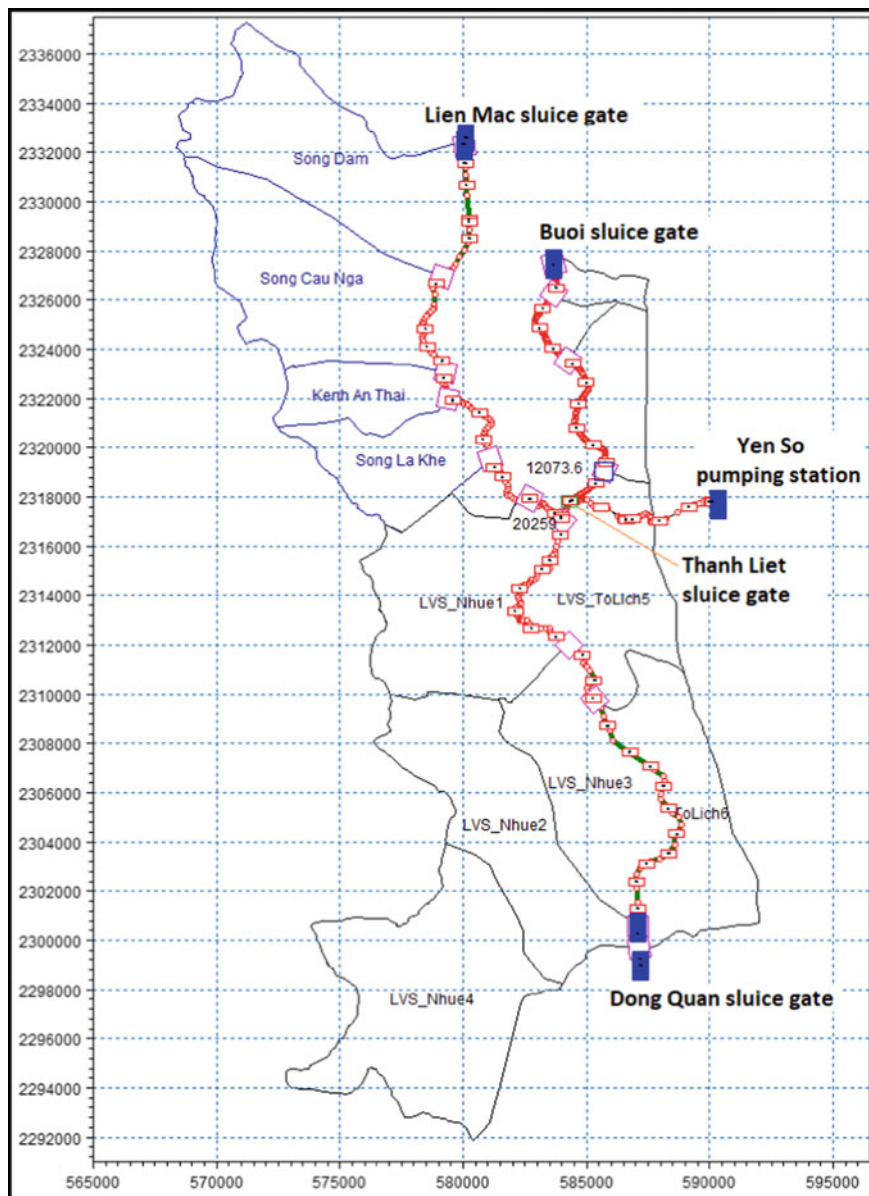 2336000
2334000
Lien Mac sluice gate
2332000
Song Dam
2330000
Buoi sluice gate
2328000
Song Cau Nga
2326000
2324000
Kenh An Thai
2322000
2320000
Song La Khe
12073.6
Yen So
pumping station
2318000
20259
2316000
Thanh Liet
sluice gate
LVS_Nhue1
LVS_ToLich5
2314000
2312000
2310000
2308000
LVS_Nhue3
2306000
ToLich6
LVS_Nhue2
2304000
2302000
2300000
Dong Quan sluice gate
2298000
LVS_Nhue4
2296000
2294000
2292000
565000 570000 575000 580000 585000 590000 595000